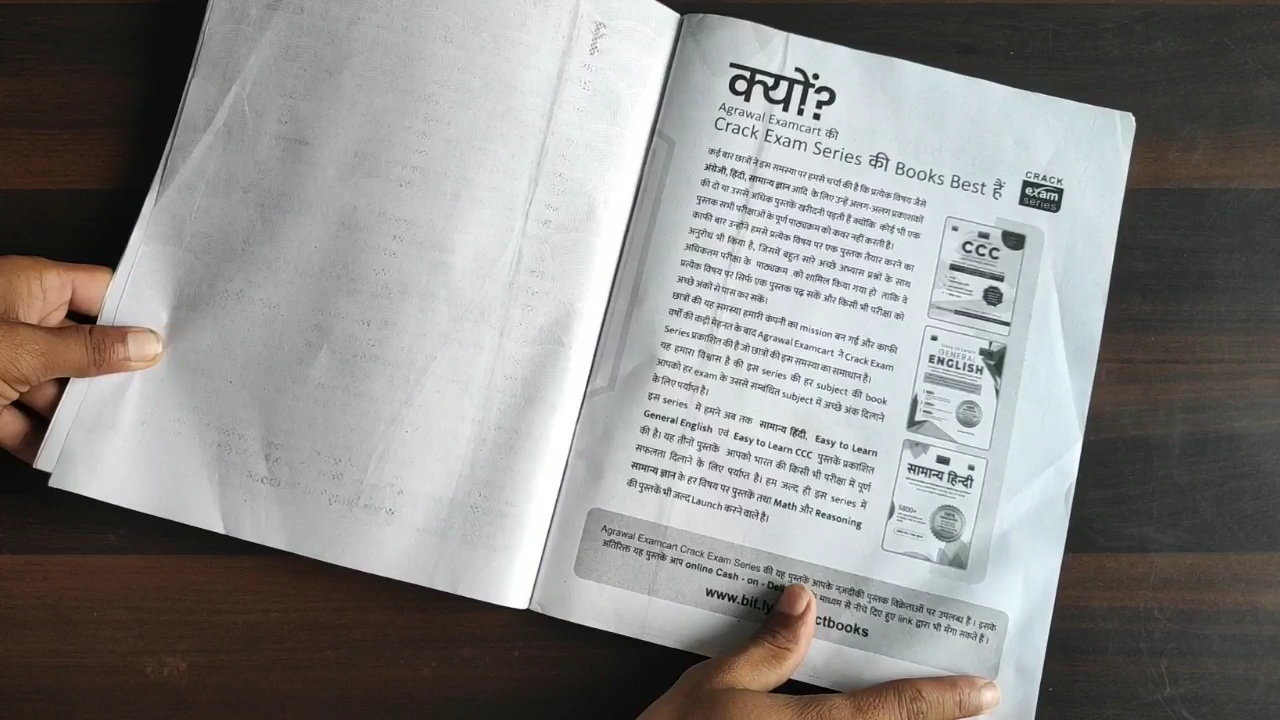 क्यों?
Agrawal Examcart की
Crack Exam Series की Books Best हैं
CRACK
exam
series
कई बार छात्रों ने इस समस्या पर हमसे चर्चा की है कि प्रत्येक विषय जैसे
अंग्रेजी, हिंदी, सामान्य ज्ञान आदि के लिए उन्हें अलग-अलग प्रकाशकों
की दो या उससे अधिक पुस्तकें खरीदनी पड़ती हैं क्योंकि कोई भी एक
पुस्तक सभी परीक्षाओं के पूर्ण पाठ्यक्रम को कवर नहीं करती है।
काफी बार उन्होंने हमसे प्रत्येक विषय पर एक पुस्तक तैयार करने का
अनुरोध भी किया है, जिसमें बहुत सारे अच्छे अभ्यास प्रश्नों के साथ
अधिकतम परीक्षा के पाठ्यक्रम को शामिल किया गया हो ताकि वे
प्रत्येक विषय पर सिर्फ एक पुस्तक पढ़ सकें और किसी भी परीक्षा को
अच्छे अंकों से पास कर सकें।
छात्रों की यह समस्या हमारी कंपनी का mission बन गई और काफी
वर्षों की कड़ी मेहनत के बाद Agrawal Examcart ने Crack Exam
Series प्रकाशित की है जो छात्रों की इस समस्या का समाधान है।
यह हमारा विश्वास है की इस series की हर subject की book
आपको हर exam के उससे सम्बंधित subject में अच्छे अंक दिलाने
के लिए पर्याप्त है।
इस series में हमने अब तक सामान्य हिंदी, Easy to Learn
General English एवं Easy to Learn CCC पुस्तकें प्रकाशित
की है। यह तीनों पुस्तकें आपको भारत की किसी भी परीक्षा में पूर्ण
सफलता दिलाने के लिए पर्याप्त है। हम जल्द ही इस series में
सामान्य ज्ञान के हर विषय पर पुस्तकें तथा Math और Reasoning
की पुस्तकें भी जल्द Launch करने वाले है।
CCC
GENERAL
ENGLISH
सामान्य हिन्दी
5800+
Agrawal Examcart Crack Exam Series की यह पुस्तकें आपके नज़दीकी पुस्तक विक्रेताओं पर उपलब्ध है। इसके
अतिरिक्त यह पुस्तकें आप online Cash - on - माध्यम से नीचे दिए हुए link द्वारा भी मँगा सकते है।
www.bit.ly ctbooks